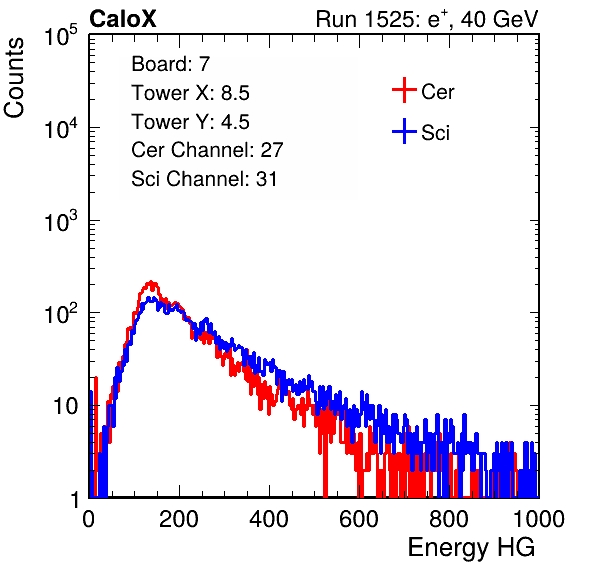 CaloX Run 1525: e⁺, 40 GeV
Counts
Board: 7
Tower X: 8.5
Tower Y: 4.5
Cer Channel: 27
Sci Channel: 31
Cer
Sci
10⁵
10⁴
10³
10²
10
1
0 200 400 600 800 1000
Energy HG